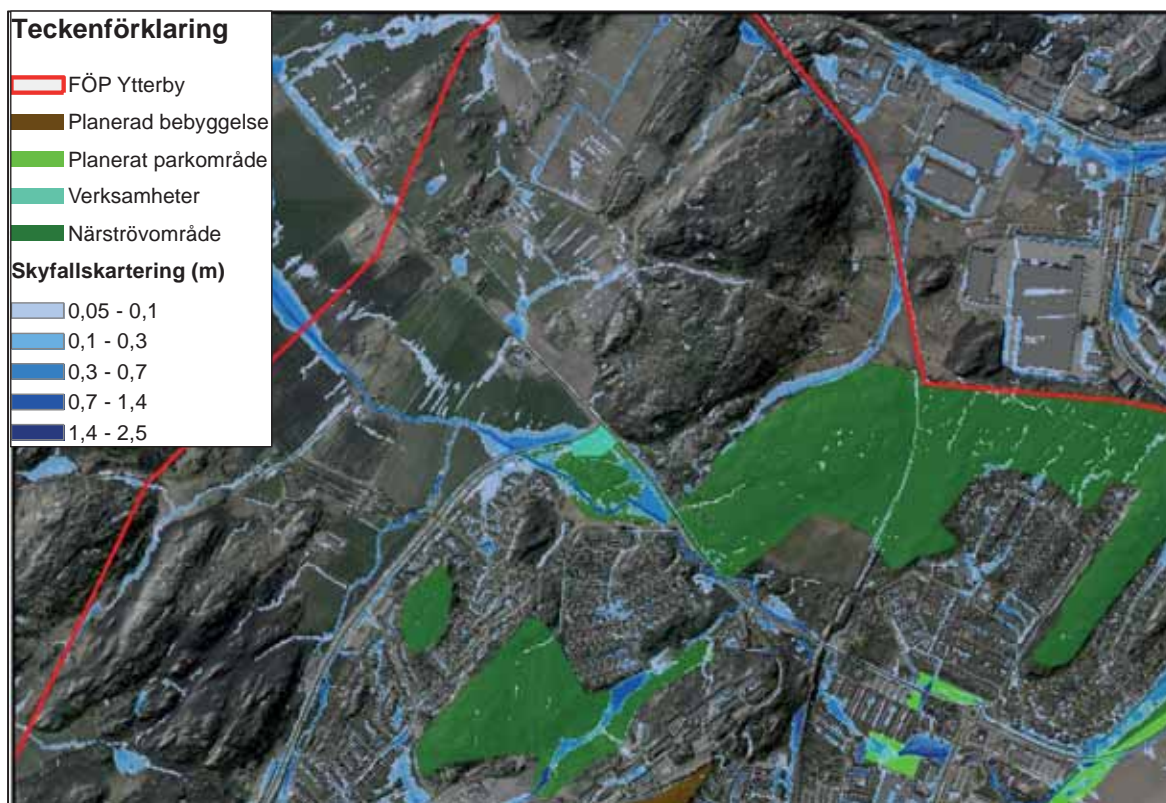 Teckenförklaring
FÖP Ytterby
Planerad bebyggelse
Planerat parkområde
Verksamheter
Närströvområde
Skyfallskartering (m)
0,05 - 0,1
0,1 - 0,3
0,3 - 0,7
0,7 - 1,4
1,4 - 2,5